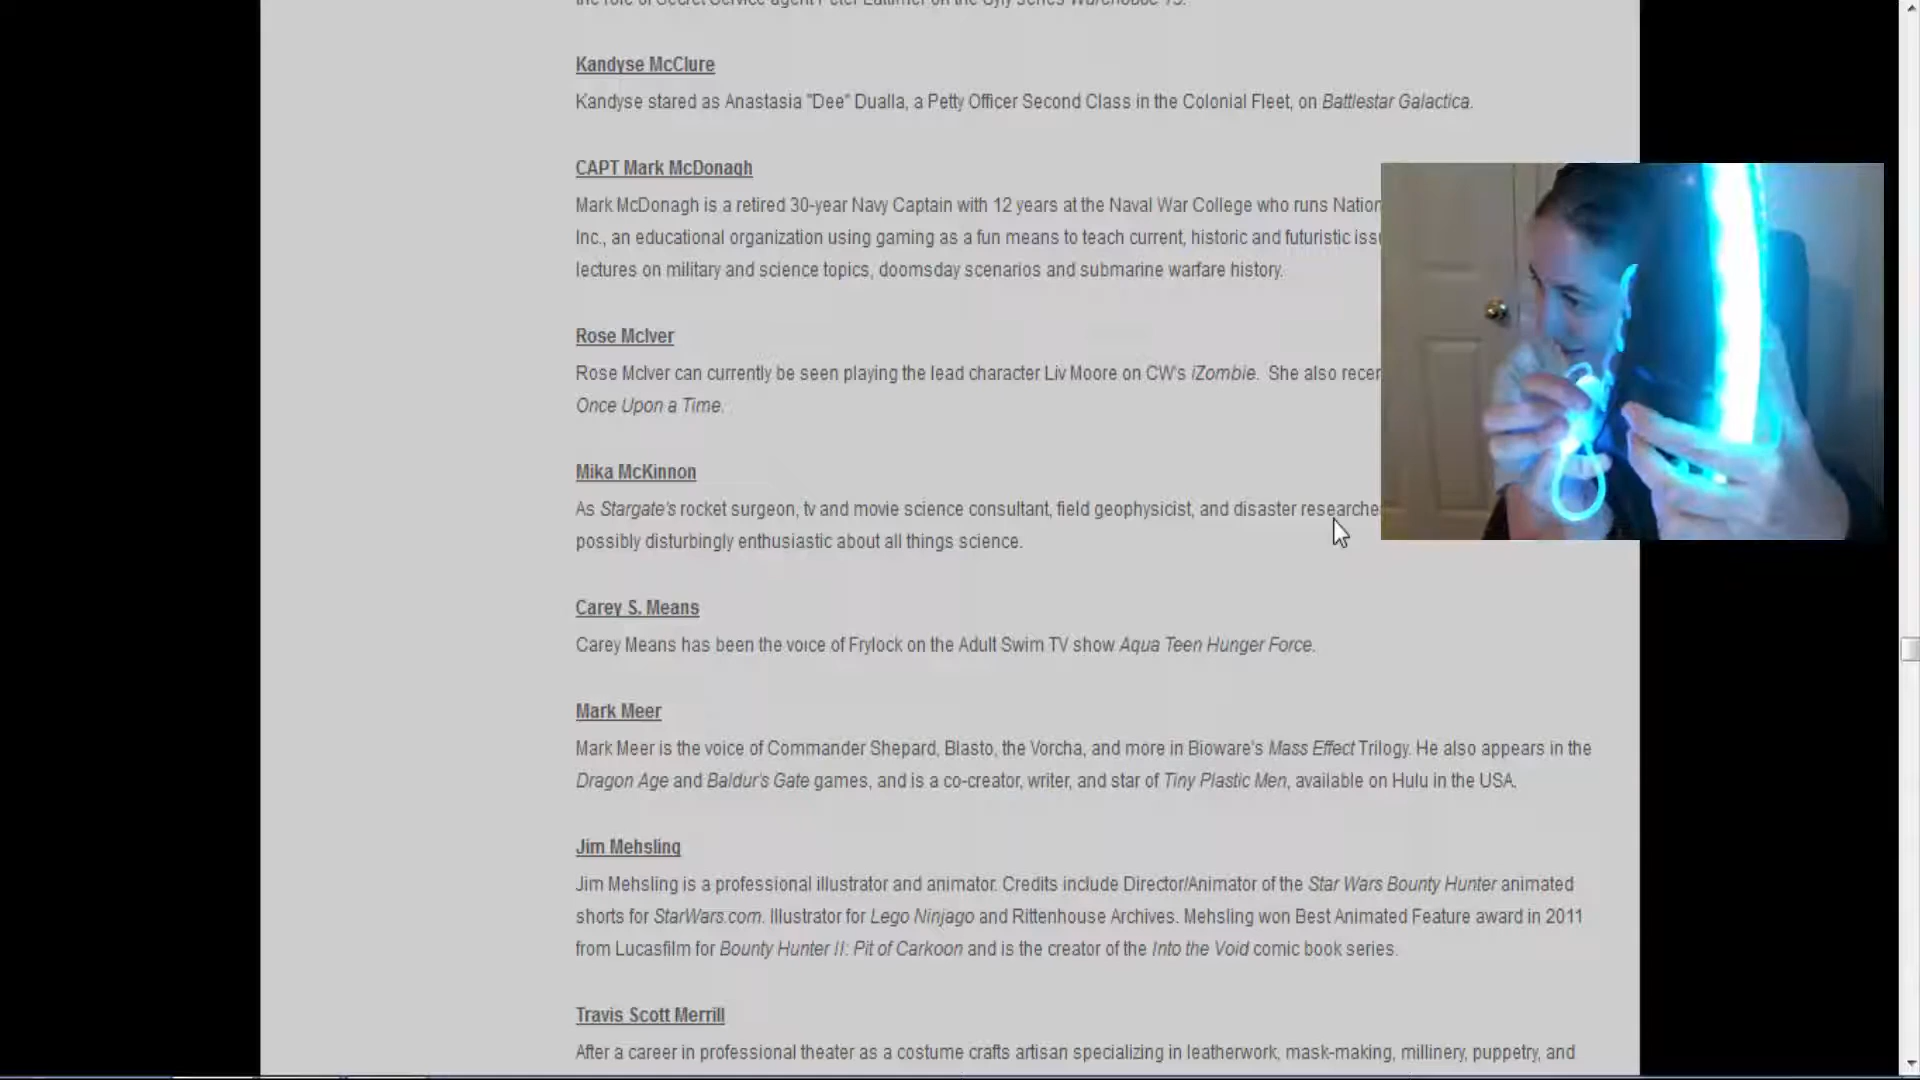 the role of Secret Service agent Peter Lattimer on the Syfy series Warehouse 13.
Kandyse McClure
Kandyse stared as Anastasia "Dee" Dualla, a Petty Officer Second Class in the Colonial Fleet, on Battlestar Galactica.
CAPT Mark McDonagh
Mark McDonagh is a retired 30-year Navy Captain with 12 years at the Naval War College who runs Nation
Inc., an educational organization using gaming as a fun means to teach current, historic and futuristic iss
lectures on military and science topics, doomsday scenarios and submarine warfare history.
Rose McIver
Rose McIver can currently be seen playing the lead character Liv Moore on CW's iZombie. She also recen
Once Upon a Time.
Mika McKinnon
As Stargate's rocket surgeon, tv and movie science consultant, field geophysicist, and disaster researche
possibly disturbingly enthusiastic about all things science.
Carey S. Means
Carey Means has been the voice of Frylock on the Adult Swim TV show Aqua Teen Hunger Force.
Mark Meer
Mark Meer is the voice of Commander Shepard, Blasto, the Vorcha, and more in Bioware's Mass Effect Trilogy. He also appears in the
Dragon Age and Baldur's Gate games, and is a co-creator, writer, and star of Tiny Plastic Men, available on Hulu in the USA.
Jim Mehsling
Jim Mehsling is a professional illustrator and animator. Credits include Director/Animator of the Star Wars Bounty Hunter animated
shorts for StarWars.com. Illustrator for Lego Ninjago and Rittenhouse Archives. Mehsling won Best Animated Feature award in 2011
from Lucasfilm for Bounty Hunter II: Pit of Carkoon and is the creator of the Into the Void comic book series.
Travis Scott Merrill
After a career in professional theater as a costume crafts artisan specializing in leatherwork, mask-making, millinery, puppetry, and